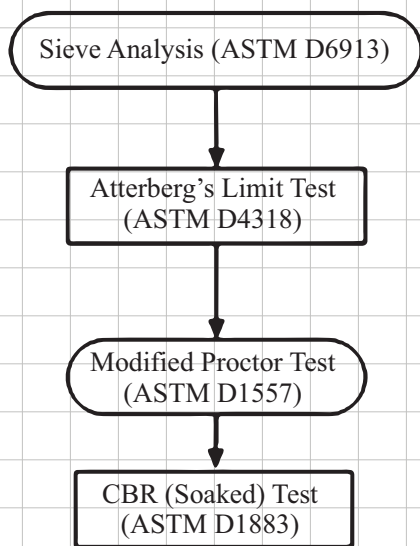 Sieve Analysis (ASTM D6913)
Atterberg’s Limit Test
(ASTM D4318)
Modified Proctor Test
(ASTM D1557)
CBR (Soaked) Test
(ASTM D1883)